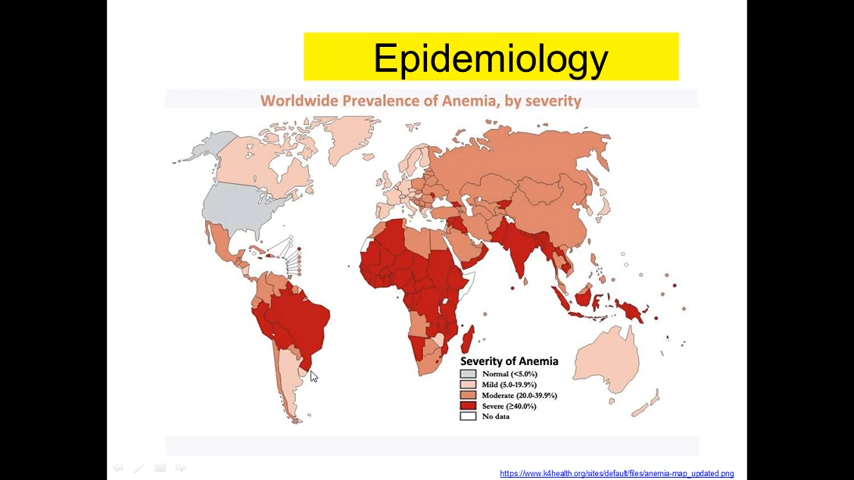 Epidemiology
Worldwide Prevalence of Anemia, by severity
Severity of Anemia
Normal (<5.0%)
Mild (5.0-19.9%)
Moderate (20.0-39.9%)
Severe (≥40.0%)
No data
https://www.k4health.org/sites/default/files/anemia-map_updated.png